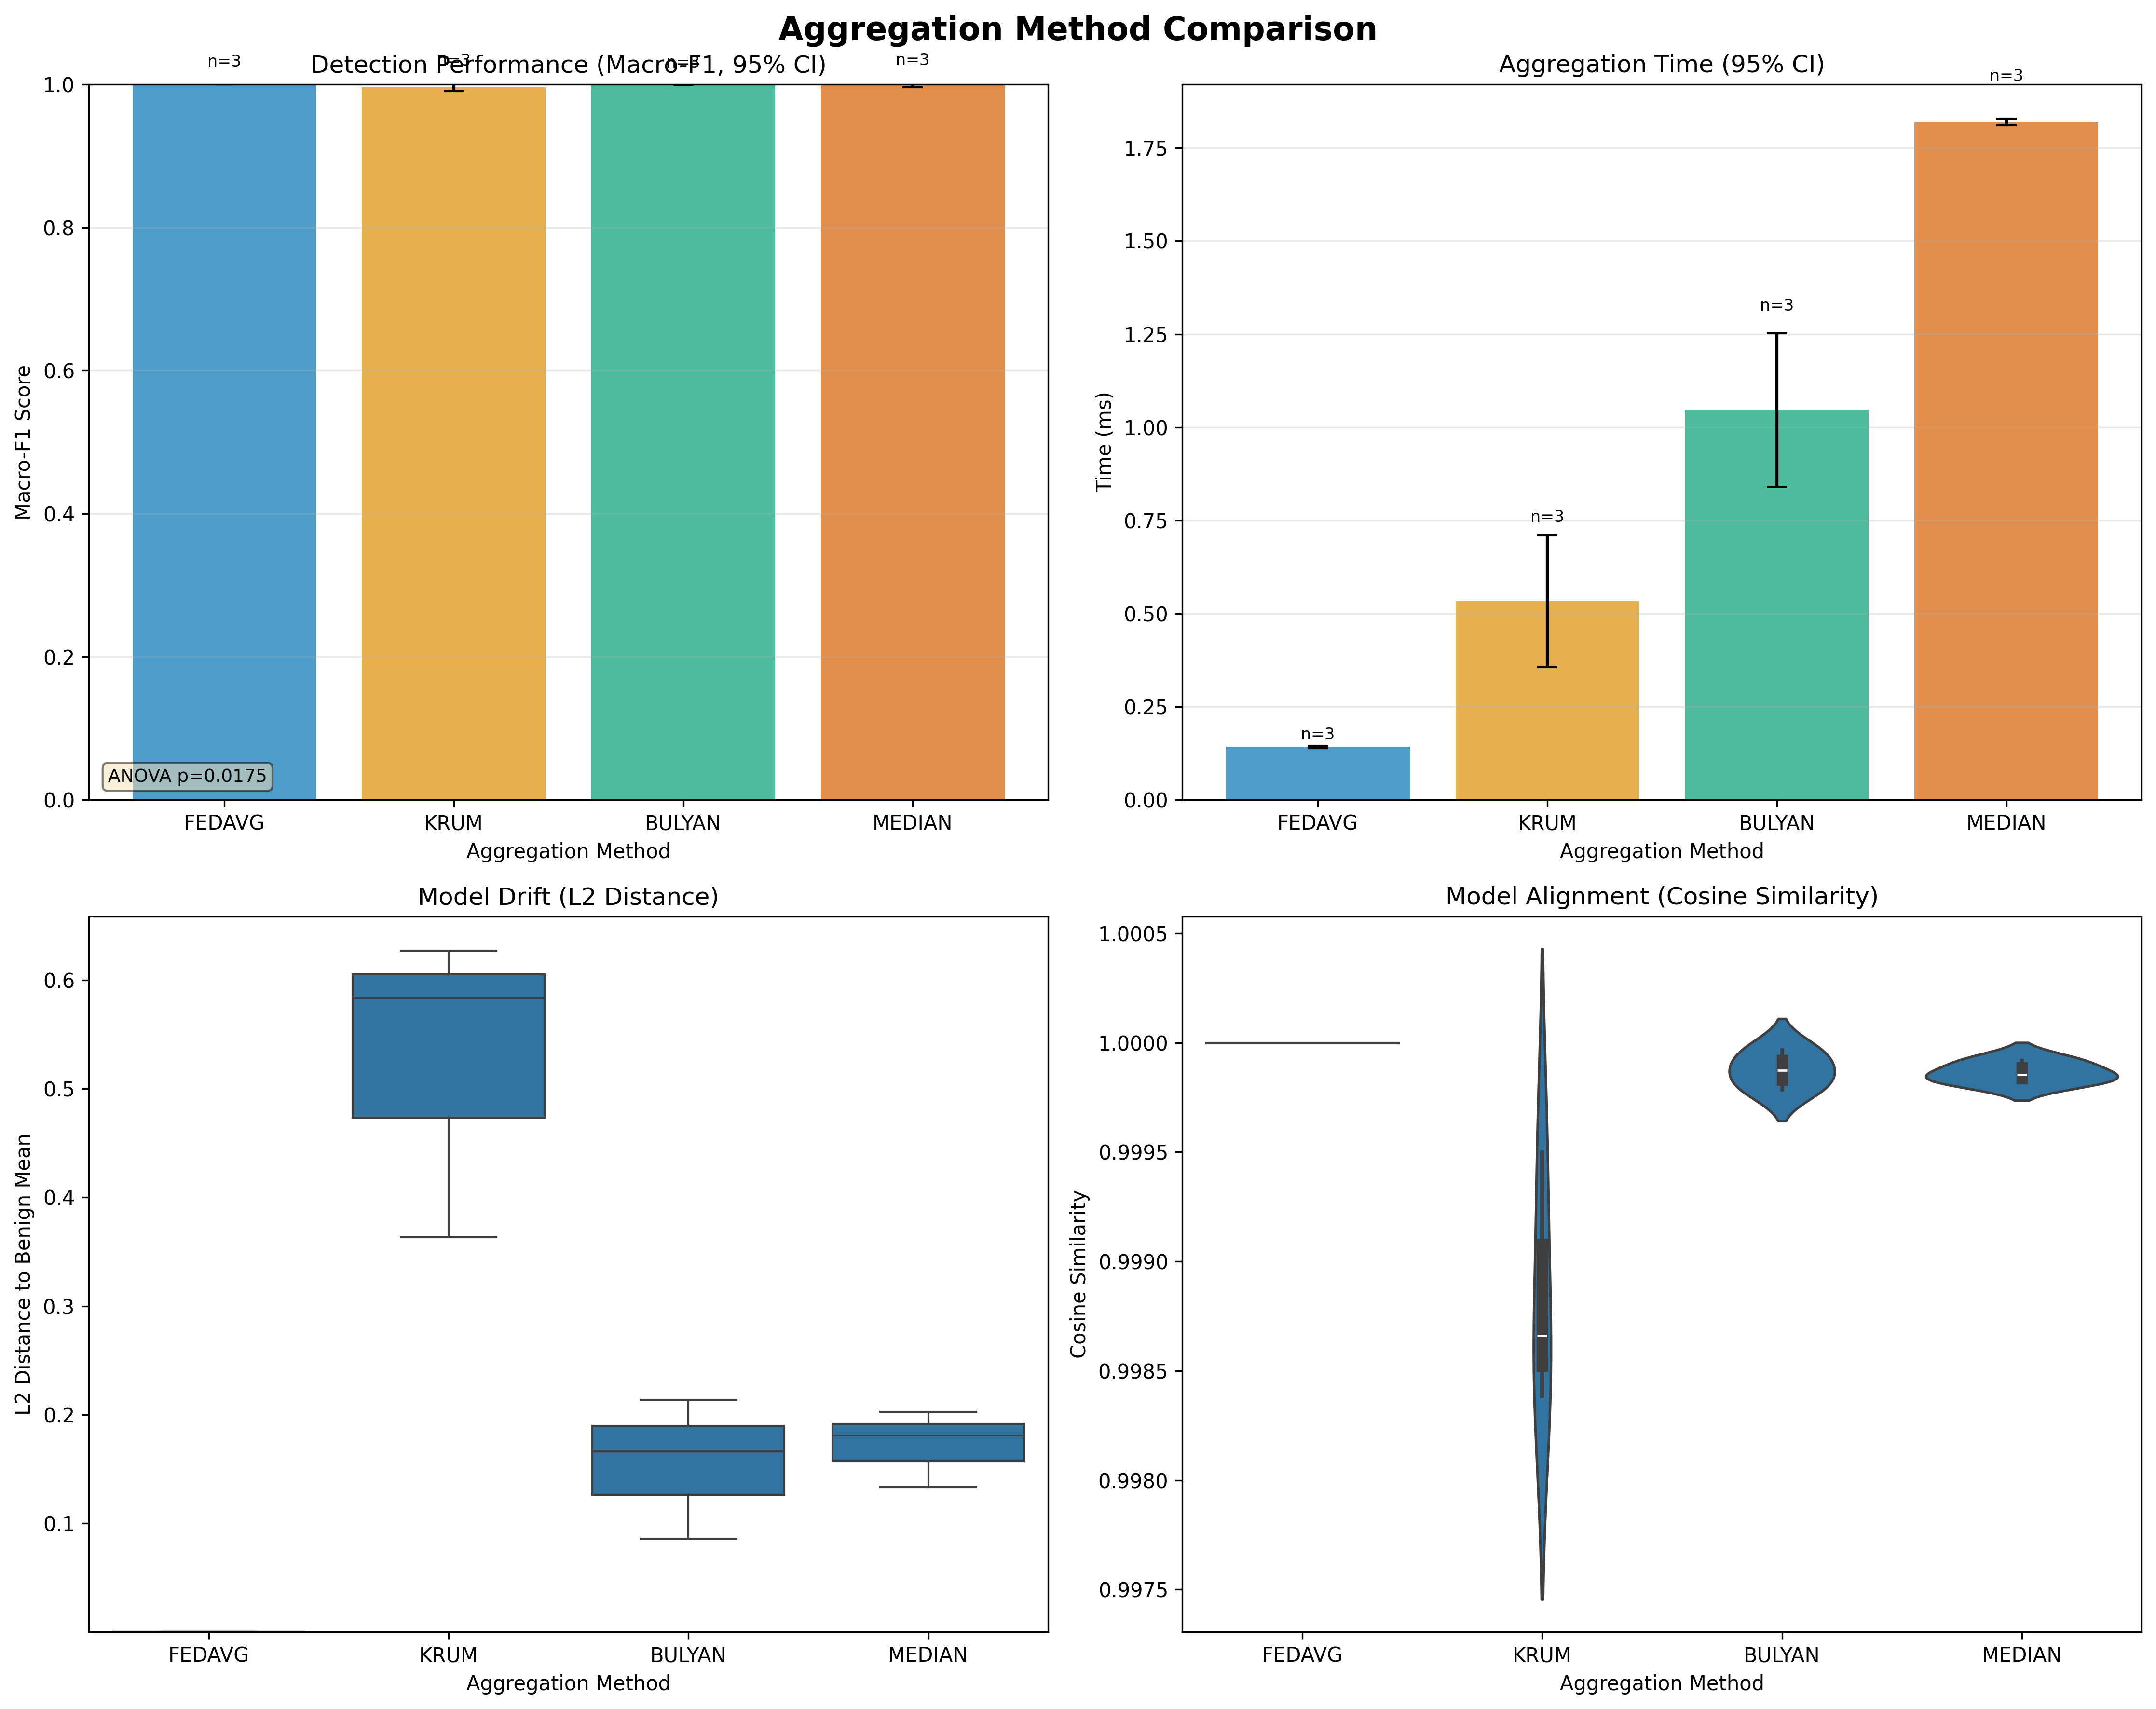 Aggregation Method Comparison
Detection Performance (Macro-F1, 95% CI)
n=3
n=3
n=3
n=3
1.0
0.8
0.6
0.4
0.2
0.0
Macro-F1 Score
ANOVA p=0.0175
FEDAVG
KRUM
BULYAN
MEDIAN
Aggregation Method
Aggregation Time (95% CI)
n=3
n=3
n=3
n=3
1.75
1.50
1.25
1.00
0.75
0.50
0.25
0.00
Time (ms)
FEDAVG
KRUM
BULYAN
MEDIAN
Aggregation Method
Model Drift (L2 Distance)
0.6
0.5
0.4
0.3
0.2
0.1
L2 Distance to Benign Mean
FEDAVG
KRUM
BULYAN
MEDIAN
Aggregation Method
Model Alignment (Cosine Similarity)
1.0005
1.0000
0.9995
0.9990
0.9985
0.9980
0.9975
Cosine Similarity
FEDAVG
KRUM
BULYAN
MEDIAN
Aggregation Method